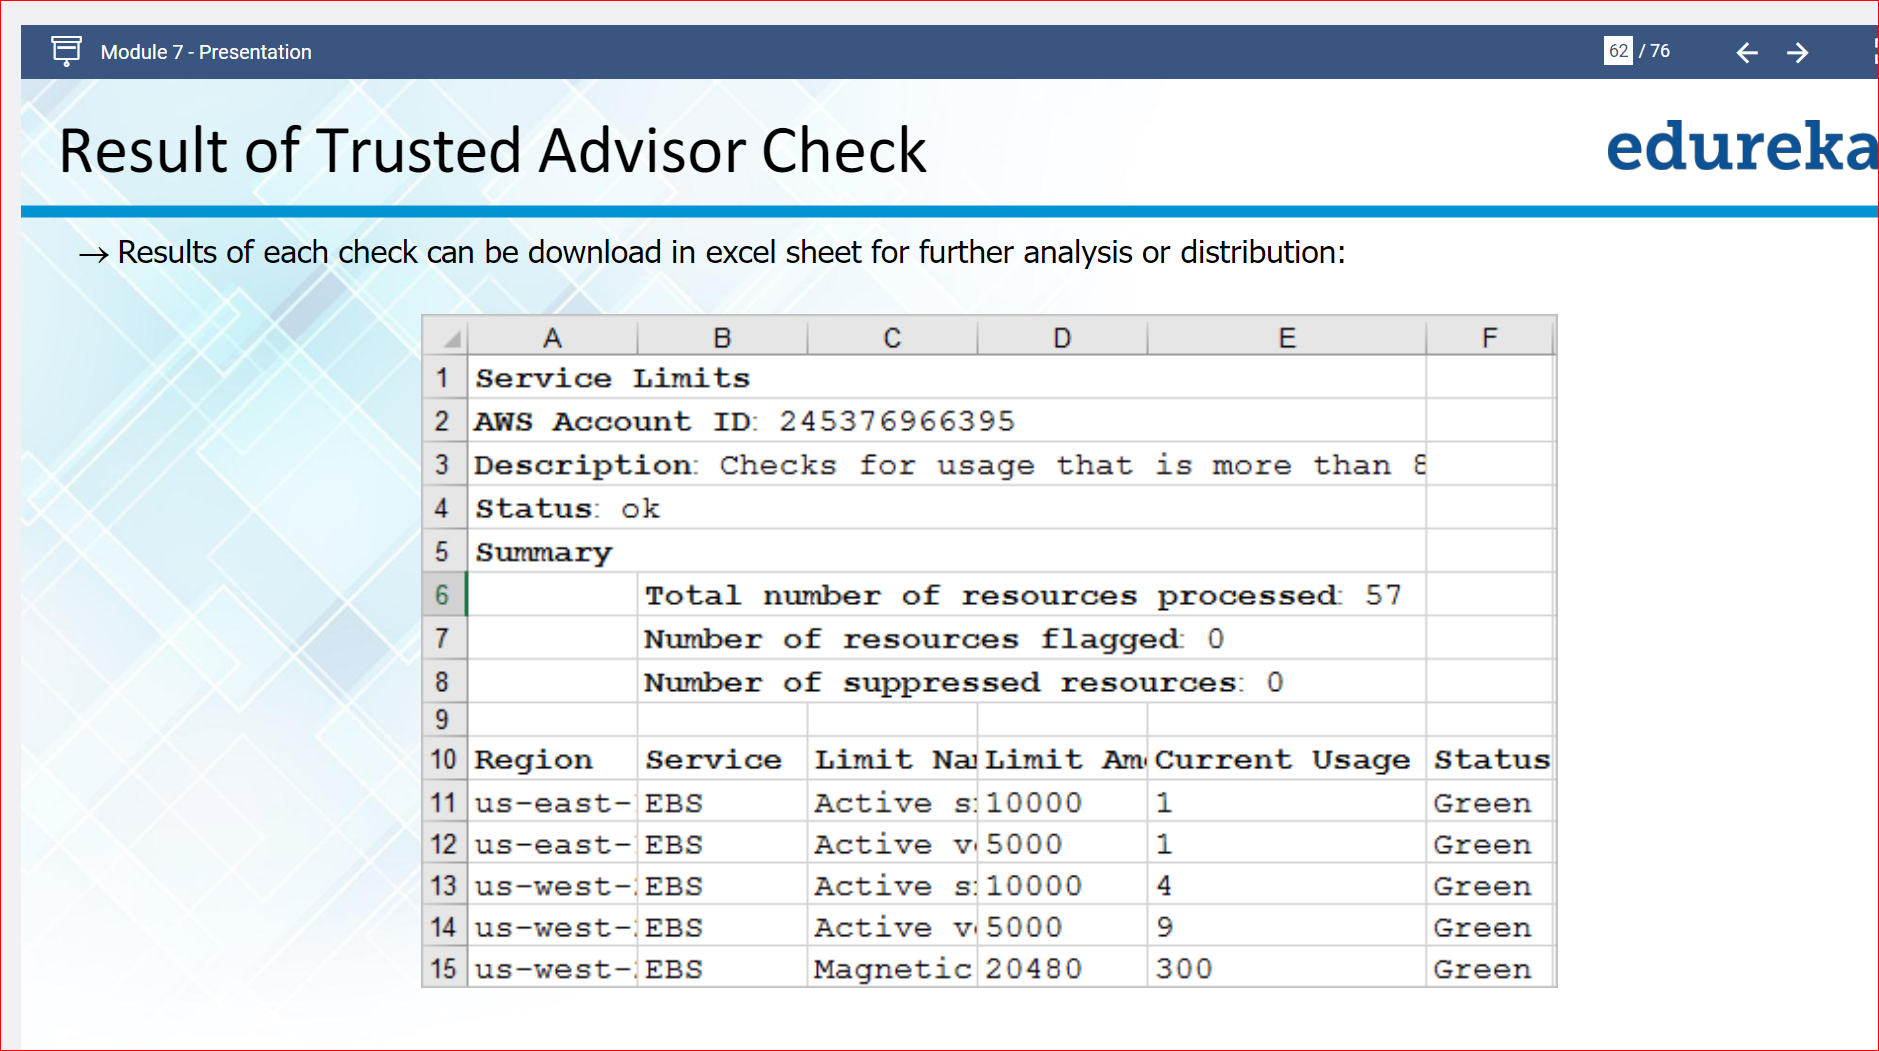 Module 7 - Presentation
62 / 76
Result of Trusted Advisor Check
edureka
→ Results of each check can be download in excel sheet for further analysis or distribution:
A B C D E F
1 Service Limits
2 AWS Account ID: 245376966395
3 Description: Checks for usage that is more than
4 Status: ok
5 Summary
6 Total number of resources processed: 57
7 Number of resources flagged: 0
8 Number of suppressed resources: 0
9
10 Region Service Limit Limit Current Usage Status
11 us-east- EBS Active 10000 1 Green
12 us-east- EBS Active 5000 1 Green
13 us-west- EBS Active 10000 4 Green
14 us-west- EBS Active 5000 9 Green
15 us-west- EBS Magnetic 20480 300 Green